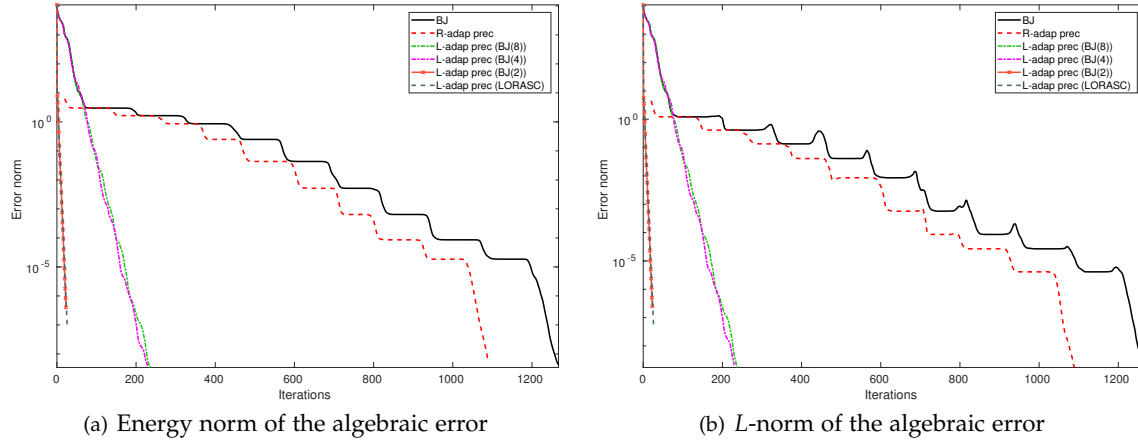 BJ
R-adap prec
L-adap prec (BJ(8))
L-adap prec (BJ(4))
L-adap prec (BJ(2))
L-adap prec (LORASC)
Error norm
10^0
10^-5
0 200 400 600 800 1000 1200
Iterations
(a) Energy norm of the algebraic error
BJ
R-adap prec
L-adap prec (BJ(8))
L-adap prec (BJ(4))
L-adap prec (BJ(2))
L-adap prec (LORASC)
Error norm
10^0
10^-5
0 200 400 600 800 1000 1200
Iterations
(b) L-norm of the algebraic error